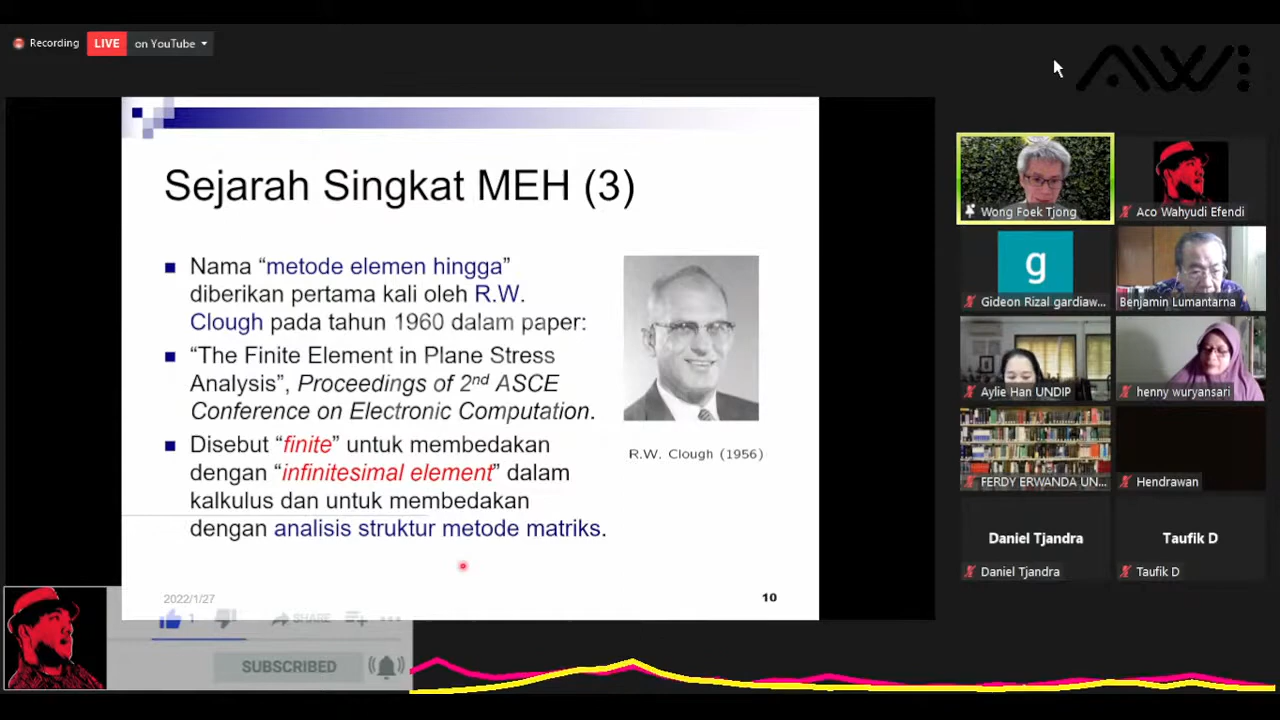 Recording
LIVE on YouTube
AWi
Sejarah Singkat MEH (3)
Nama “metode elemen hingga”
diberikan pertama kali oleh R.W.
Clough pada tahun 1960 dalam paper:
“The Finite Element in Plane Stress
Analysis”, Proceedings of 2nd ASCE
Conference on Electronic Computation.
Disebut “finite” untuk membedakan
dengan “infinitesimal element” dalam
kalkulus dan untuk membedakan
dengan analisis struktur metode matriks.
R.W. Clough (1956)
2022/1/27
10
1
SHARE
SUBSCRIBED
Wong Foek Tjong
Aco Wahyudi Efendi
g
Gideon Rizal gardiaw...
Benjamin Lumantarna
Aylie Han UNDIP
henny wuryansari
FERDY ERWANDA UN...
Hendrawan
Daniel Tjandra
Daniel Tjandra
Taufik D
Taufik D